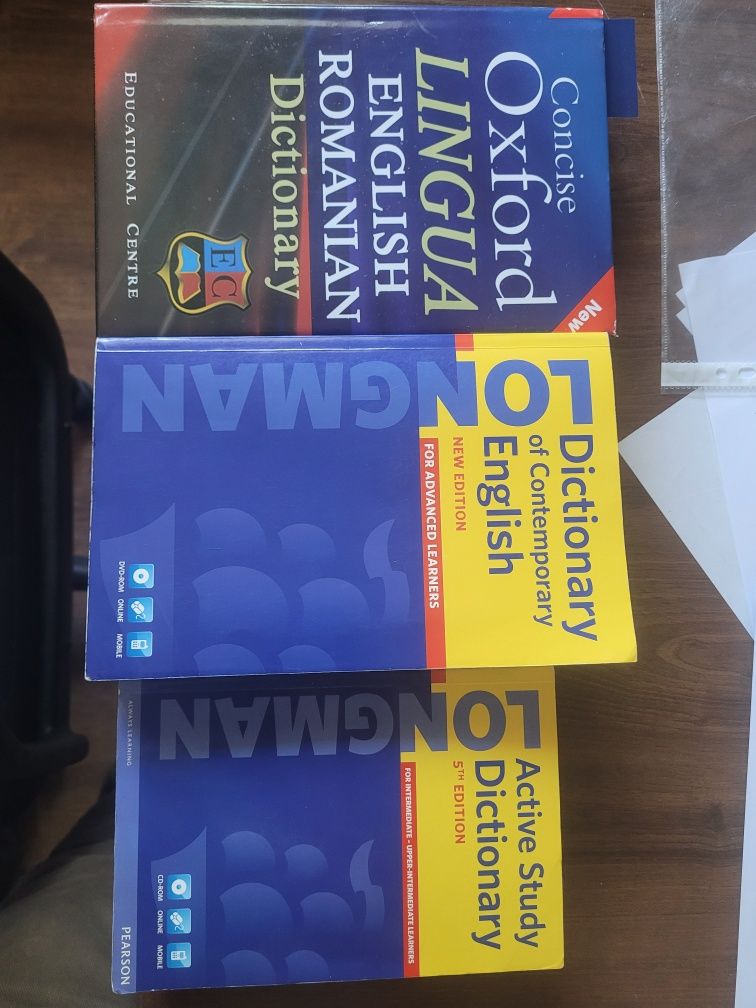 Concise
Oxford
LINGUA
ENGLISH
ROMANIAN
Dictionary
New
EC
EDUCATIONAL CENTRE
LONGMAN
Dictionary
of Contemporary
English
NEW EDITION
FOR ADVANCED LEARNERS
DVD-ROM ONLINE MOBILE
LONGMAN
Active Study
Dictionary
5TH EDITION
FOR INTERMEDIATE - UPPER-INTERMEDIATE LEARNERS
CD-ROM ONLINE MOBILE
ALWAYS LEARNING
PEARSON